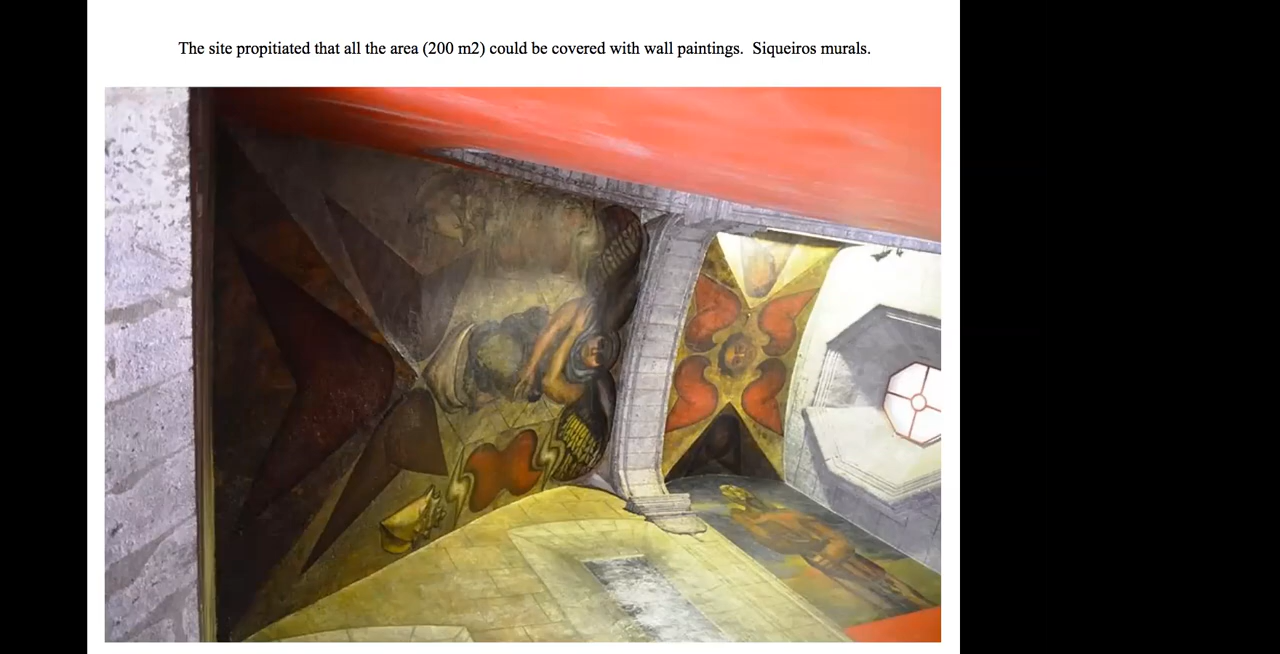 The site propitiated that all the area (200 m2) could be covered with wall paintings.  Siqueiros murals.